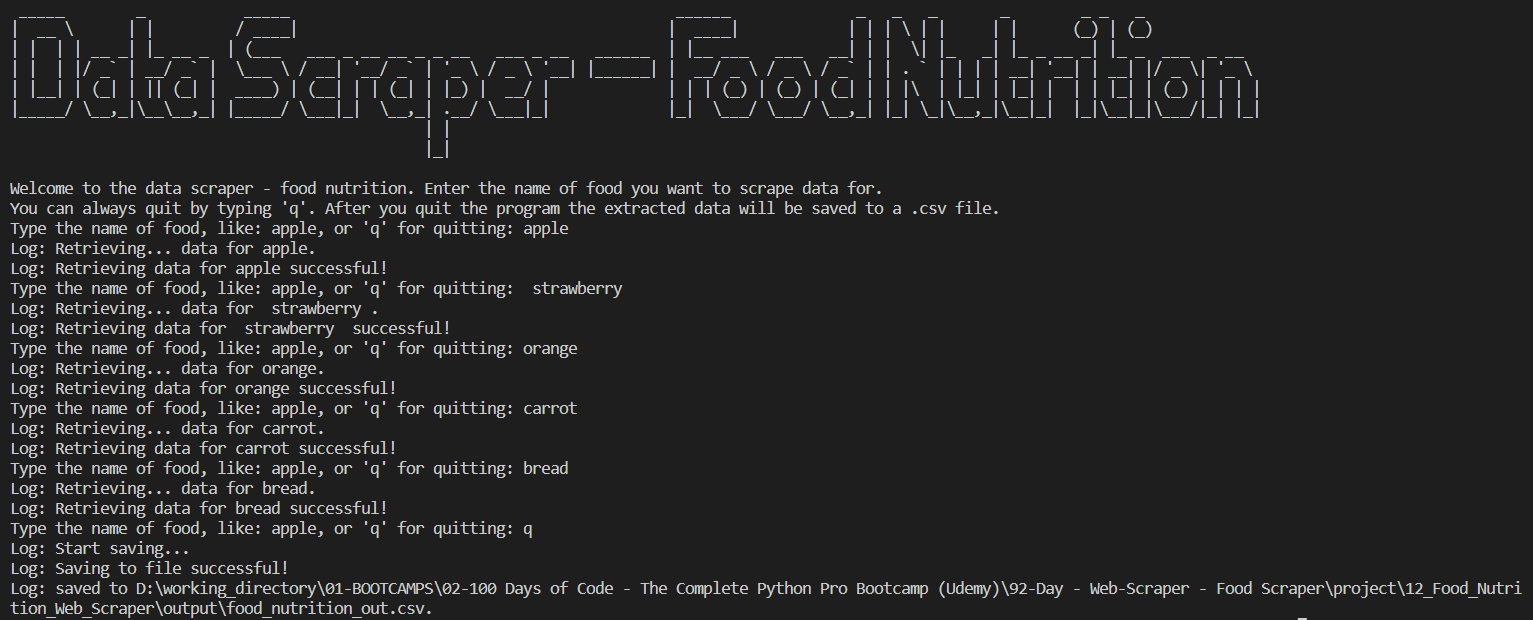 Data Scraper - Food Nutrition
Welcome to the data scraper - food nutrition. Enter the name of food you want to scrape data for.
You can always quit by typing 'q'. After you quit the program the extracted data will be saved to a .csv file.
Type the name of food, like: apple, or 'q' for quitting: apple
Log: Retrieving... data for apple.
Log: Retrieving data for apple successful!
Type the name of food, like: apple, or 'q' for quitting:  strawberry
Log: Retrieving... data for  strawberry .
Log: Retrieving data for  strawberry  successful!
Type the name of food, like: apple, or 'q' for quitting: orange
Log: Retrieving... data for orange.
Log: Retrieving data for orange successful!
Type the name of food, like: apple, or 'q' for quitting: carrot
Log: Retrieving... data for carrot.
Log: Retrieving data for carrot successful!
Type the name of food, like: apple, or 'q' for quitting: bread
Log: Retrieving... data for bread.
Log: Retrieving data for bread successful!
Type the name of food, like: apple, or 'q' for quitting: q
Log: Start saving...
Log: Saving to file successful!
Log: saved to D:\working_directory\01-BOOTCAMPS\02-100 Days of Code - The Complete Python Pro Bootcamp (Udemy)\92-Day - Web-Scraper - Food Scraper\project\12_Food_Nutri
tion_Web_Scraper\output\food_nutrition_out.csv.